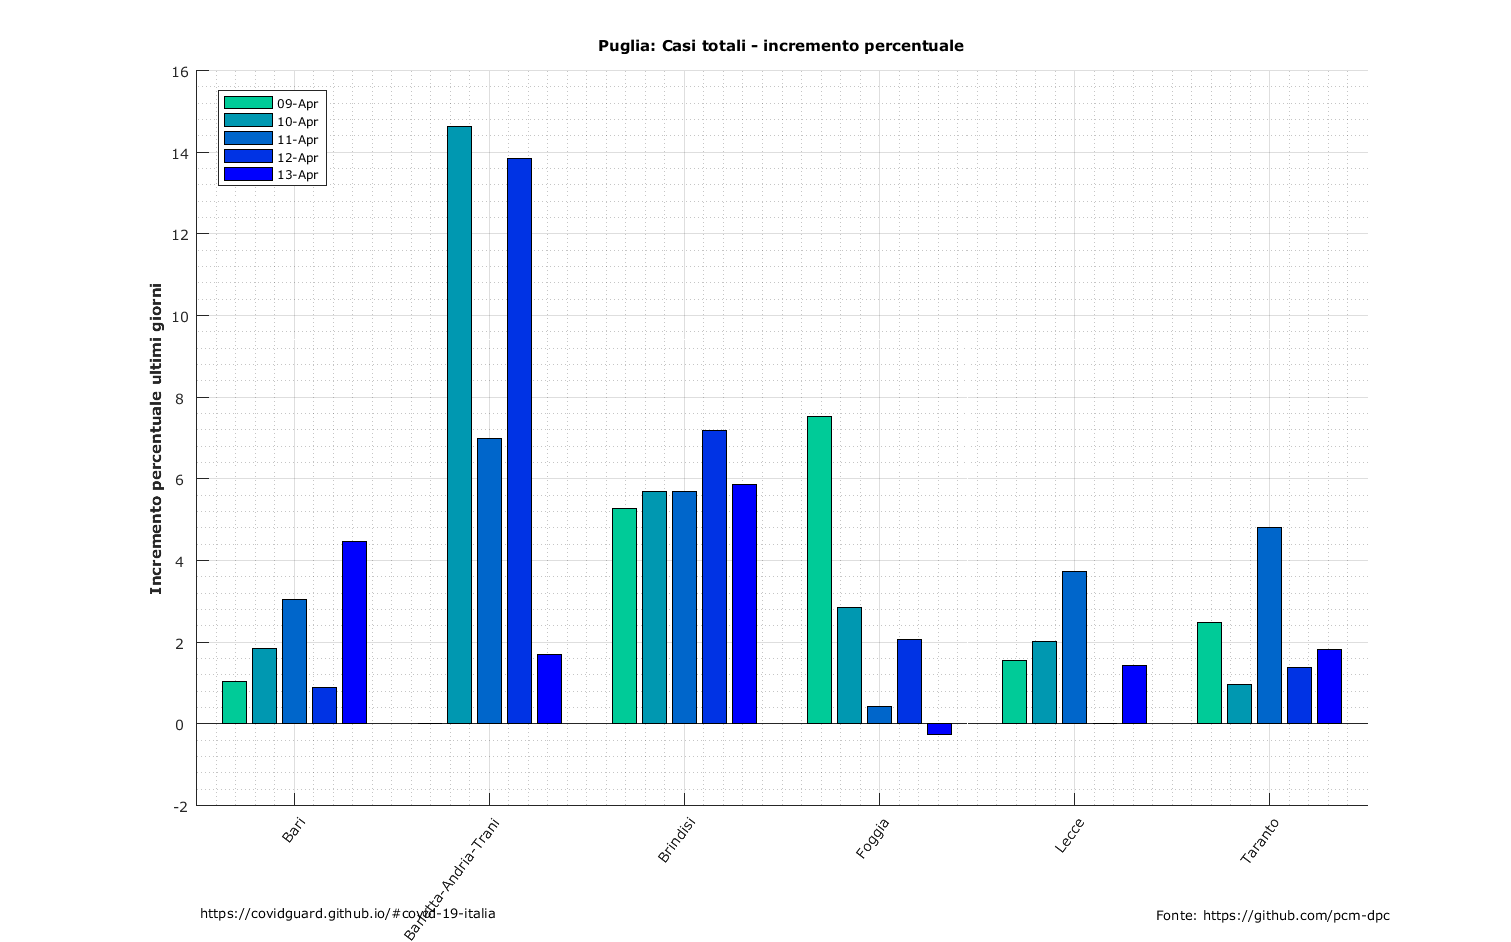 Puglia: Casi totali - incremento percentuale
16
14
12
10
8
6
4
2
0
-2
Incremento percentuale ultimi giorni
09-Apr
10-Apr
11-Apr
12-Apr
13-Apr
Bari
Barletta-Andria-Trani
Brindisi
Foggia
Lecce
Taranto
https://covidguard.github.io/#covid-19-italia
Fonte: https://github.com/pcm-dpc